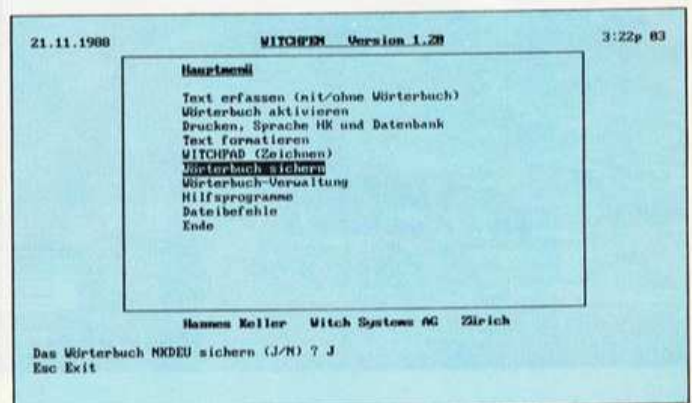 21.11.1988 WITCHPEN Version 1.20 3:22p 03
Hauptmenü
Text erfassen (mit/ohne Wörterbuch)
Wörterbuch aktivieren
Drucken, Sprache HK und Datenbank
Text formatieren
WITCHPAD (Zeichnen)
Wörterbuch sichern
Wörterbuch-Verwaltung
Hilfsprogramme
Dateibefehle
Ende
Hannes Keller Witch Systems AG Zürich
Das Wörterbuch sichern (J/N) ? J
Esc Exit